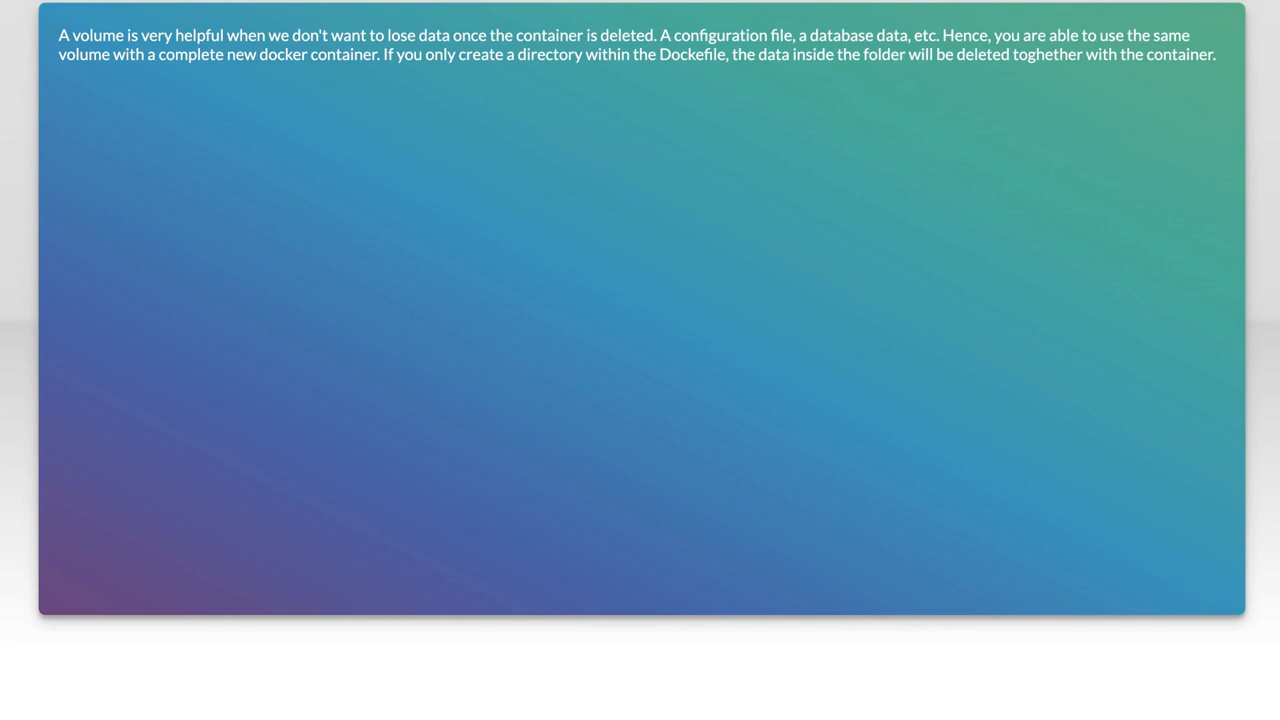 A volume is very helpful when we don't want to lose data once the container is deleted. A configuration file, a database data, etc. Hence, you are able to use the same
volume with a complete new docker container. If you only create a directory within the Dockefile, the data inside the folder will be deleted toghether with the container.